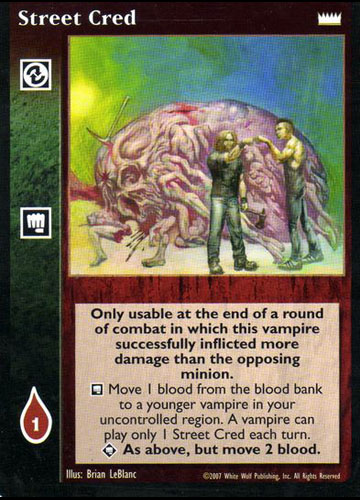 Street Cred
Only usable at the end of a round
of combat in which this vampire
successfully inflicted more
damage than the opposing
minion.
Move 1 blood from the blood bank
to a younger vampire in your
uncontrolled region. A vampire can
play only 1 Street Cred each turn.
As above, but move 2 blood.
1
Illus: Brian LeBlanc
©2007 White Wolf Publishing, Inc. All Rights Reserved